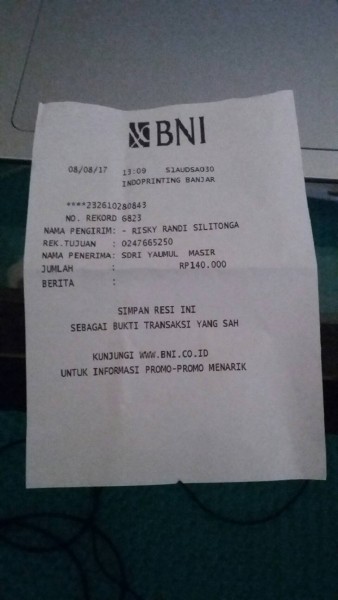 BNI
08/08/17 13:09 S1AUDSA030
INDOPRINTING BANJAR
****232610280843
NO. REKORD 6823
NAMA PENGIRIM: - RISKY RANDI SILITONGA
REK.TUJUAN : 0247665250
NAMA PENERIMA: SDRI YAUMUL MASIR
JUMLAH : RP140.000
BERITA :
SIMPAN RESI INI
SEBAGAI BUKTI TRANSAKSI YANG SAH
KUNJUNGI WWW.BNI.CO.ID
UNTUK INFORMASI PROMO-PROMO MENARIK